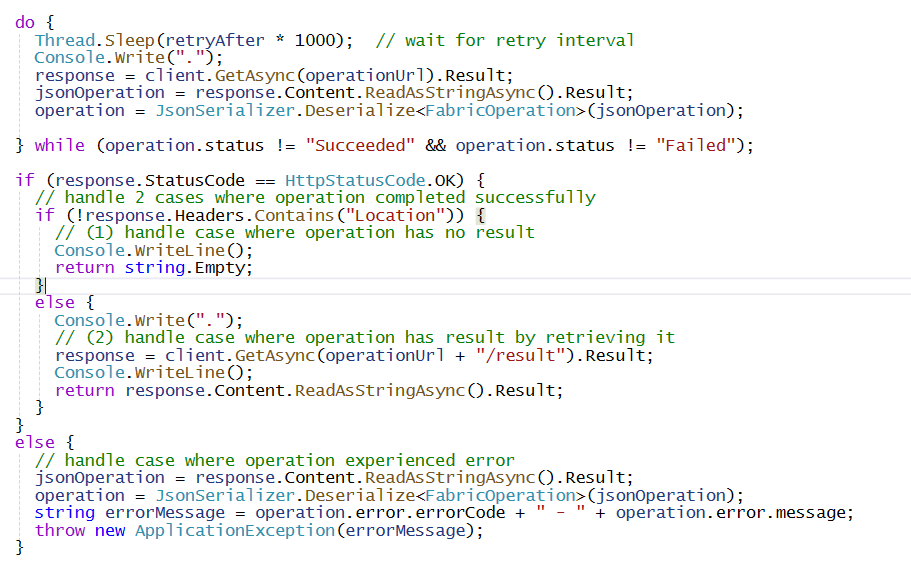 do {
  Thread.Sleep(retryAfter * 1000);  // wait for retry interval
  Console.Write(".");
  response = client.GetAsync(operationUrl).Result;
  jsonOperation = response.Content.ReadAsStringAsync().Result;
  operation = JsonSerializer.Deserialize<FabricOperation>(jsonOperation);

} while (operation.status != "Succeeded" && operation.status != "Failed");

if (response.StatusCode == HttpStatusCode.OK) {
  // handle 2 cases where operation completed successfully
  if (!response.Headers.Contains("Location")) {
    // (1) handle case where operation has no result
    Console.WriteLine();
    return string.Empty;
  }
  else {
    Console.Write(".");
    // (2) handle case where operation has result by retrieving it
    response = client.GetAsync(operationUrl + "/result").Result;
    Console.WriteLine();
    return response.Content.ReadAsStringAsync().Result;
  }
}
else {
  // handle case where operation experienced error
  jsonOperation = response.Content.ReadAsStringAsync().Result;
  operation = JsonSerializer.Deserialize<FabricOperation>(jsonOperation);
  string errorMessage = operation.error.errorCode + " - " + operation.error.message;
  throw new ApplicationException(errorMessage);
}